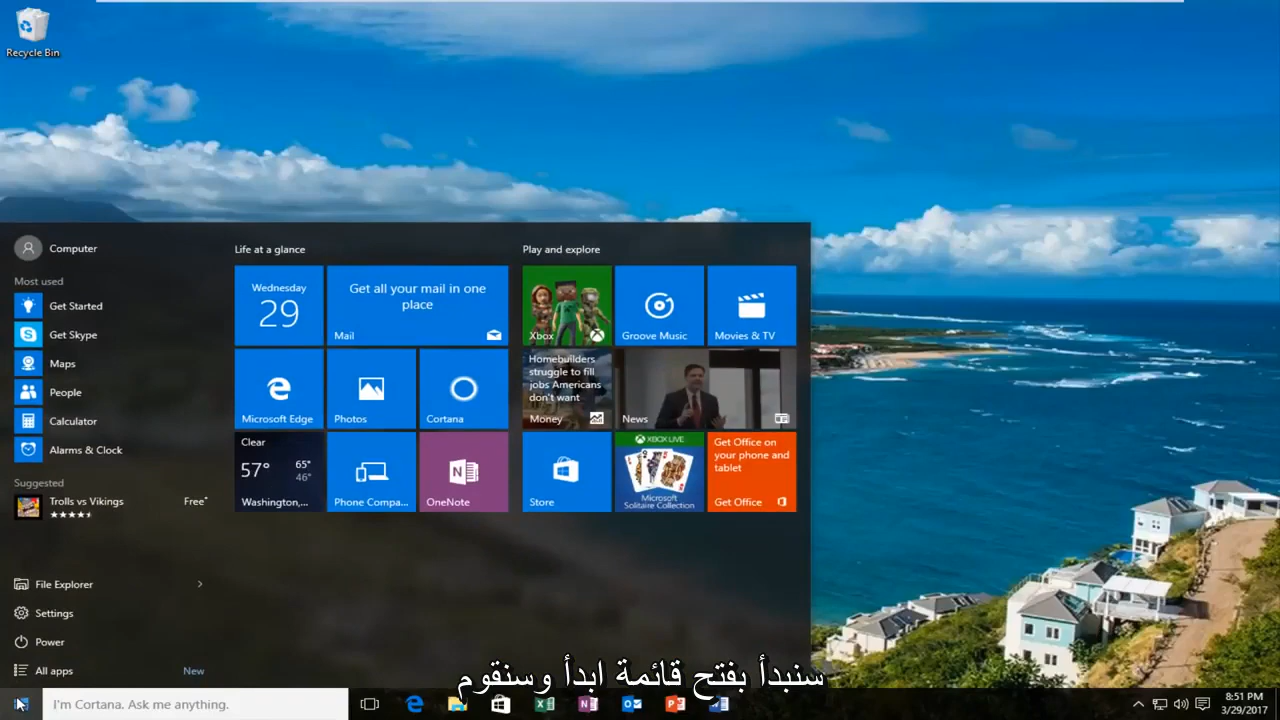 Recycle Bin
Computer
Most used
Get Started
Get Skype
Maps
People
Calculator
Alarms & Clock
Suggested
Trolls vs Vikings
Free*
File Explorer
Settings
Power
All apps
New
Life at a glance
Wednesday
29
Get all your mail in one
place
Mail
Microsoft Edge
Photos
Cortana
Clear
57°
65°
46°
Washington,...
Phone Compa...
N
OneNote
Play and explore
Xbox
Groove Music
Movies & TV
Homebuilders
struggle to fill
jobs Americans
don't want
Money
News
Store
XBOX LIVE
Microsoft
Solitaire Collection
Get Office on
your phone and
tablet
Get Office
سنبدأ بفتح قائمة ابدأ وسنقوم
I'm Cortana. Ask me anything.
8:51 PM
3/29/2017